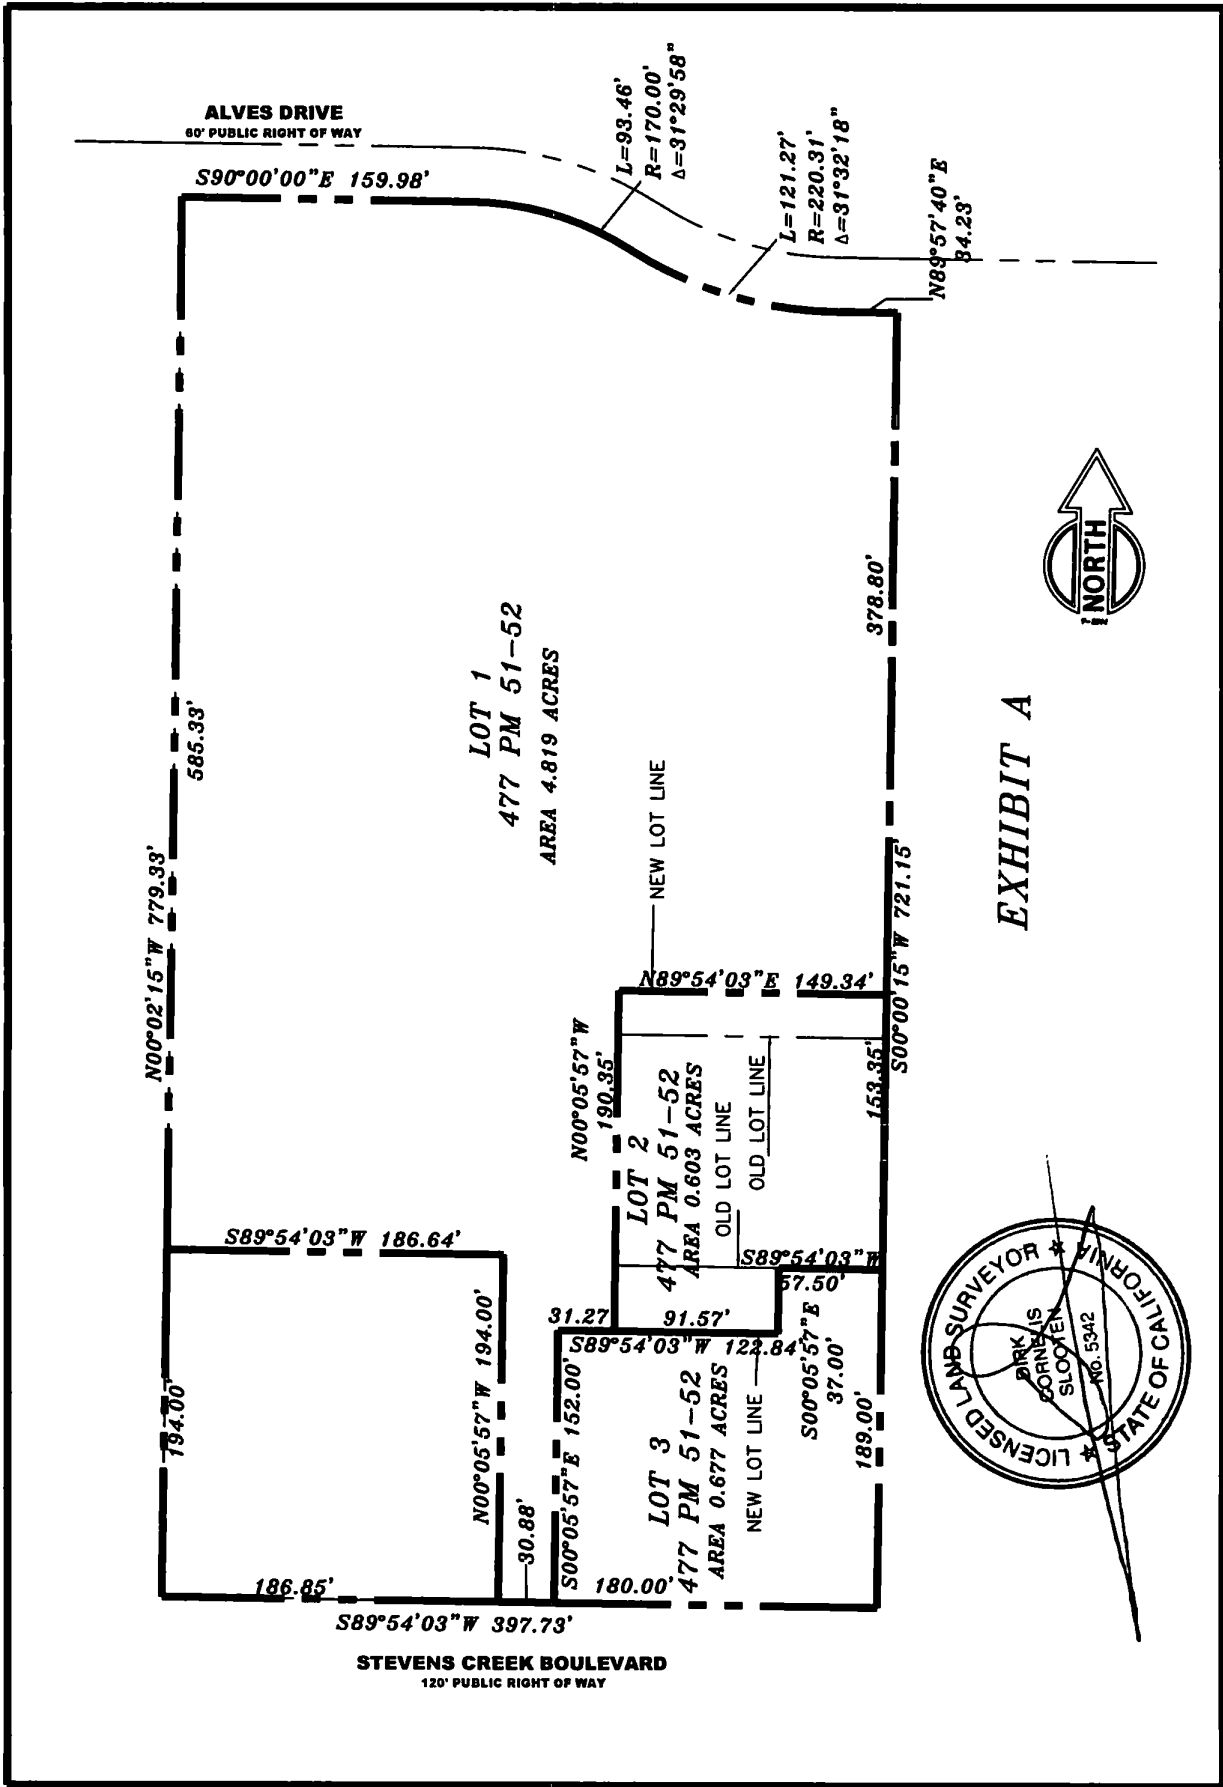 ALVES DRIVE
60' PUBLIC RIGHT OF WAY
S90°00'00"E 159.98'
L=93.46'
R=170.00'
Δ=31°29'58"
L=121.27'
R=220.31'
Δ=31°32'18"
N89°57'40"E
34.23'
585.33'
N00°02'15"W 779.33'
LOT 1
477 PM 51-52
AREA 4.819 ACRES
378.80'
NORTH
EXHIBIT A
NEW LOT LINE
N89°54'03"E 149.34'
S00°00'15"W 721.15'
N00°05'57"W
190.35'
LOT 2
477 PM 51-52
AREA 0.603 ACRES
OLD LOT LINE
OLD LOT LINE
153.35'
S89°54'03"W 186.64'
194.00'
N00°05'57"W 194.00'
S89°54'03"W
57.50'
31.27'
91.57'
S89°54'03"W 122.84'
S00°05'57"E
37.00'
S00°05'57"E 152.00'
LOT 3
477 PM 51-52
AREA 0.677 ACRES
NEW LOT LINE
189.00'
30.88'
186.85'
180.00'
S89°54'03"W 397.73'
STEVENS CREEK BOULEVARD
120' PUBLIC RIGHT OF WAY
LICENSED LAND SURVEYOR
STATE OF CALIFORNIA
DIRK
CORNELIS
SLOOTEN
No. 5342